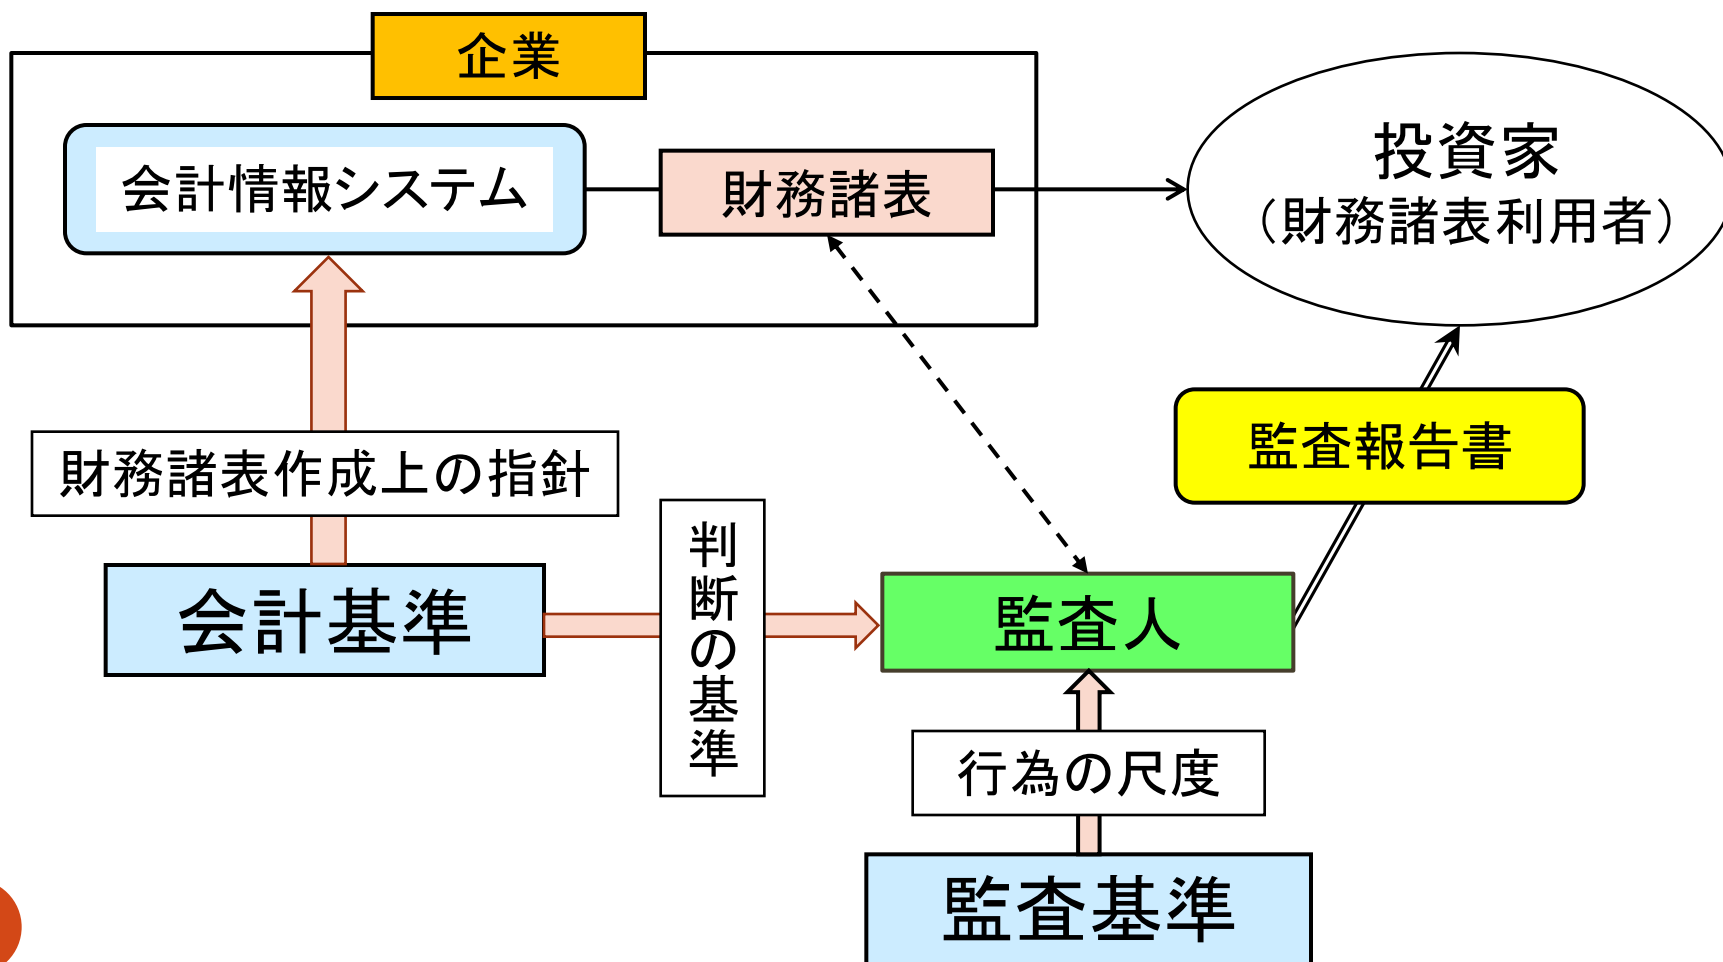 企業
会計情報システム
財務諸表
投資家
（財務諸表利用者）
監査報告書
財務諸表作成上の指針
判断の基準
会計基準
監査人
行為の尺度
監査基準